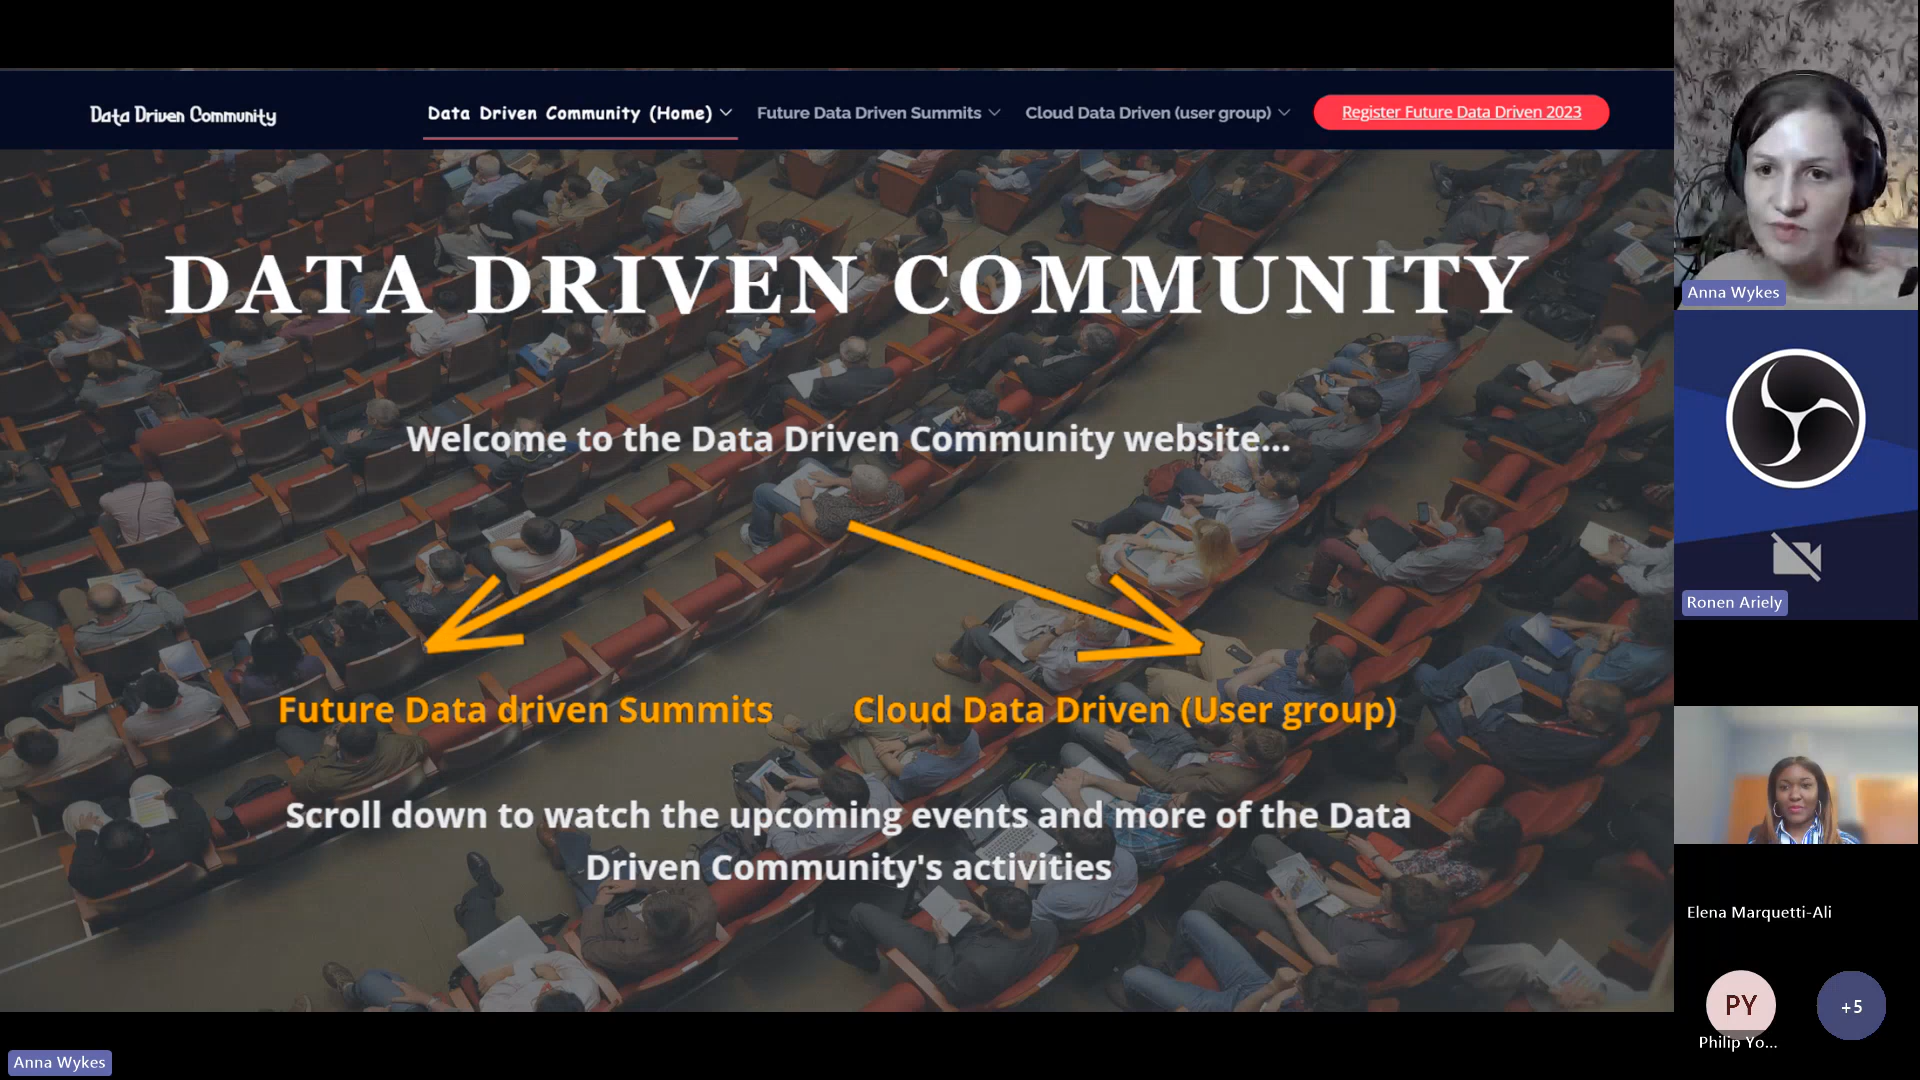 Data Driven Community
Data Driven Community (Home)
Future Data Driven Summits
Cloud Data Driven (user group)
Register Future Data Driven 2023
DATA DRIVEN COMMUNITY
Welcome to the Data Driven Community website...
Future Data driven Summits
Cloud Data Driven (User group)
Scroll down to watch the upcoming events and more of the Data
Driven Community's activities
Anna Wykes
Ronen Ariely
Elena Marquetti-Ali
PY
+5
Philip Yo...
Anna Wykes